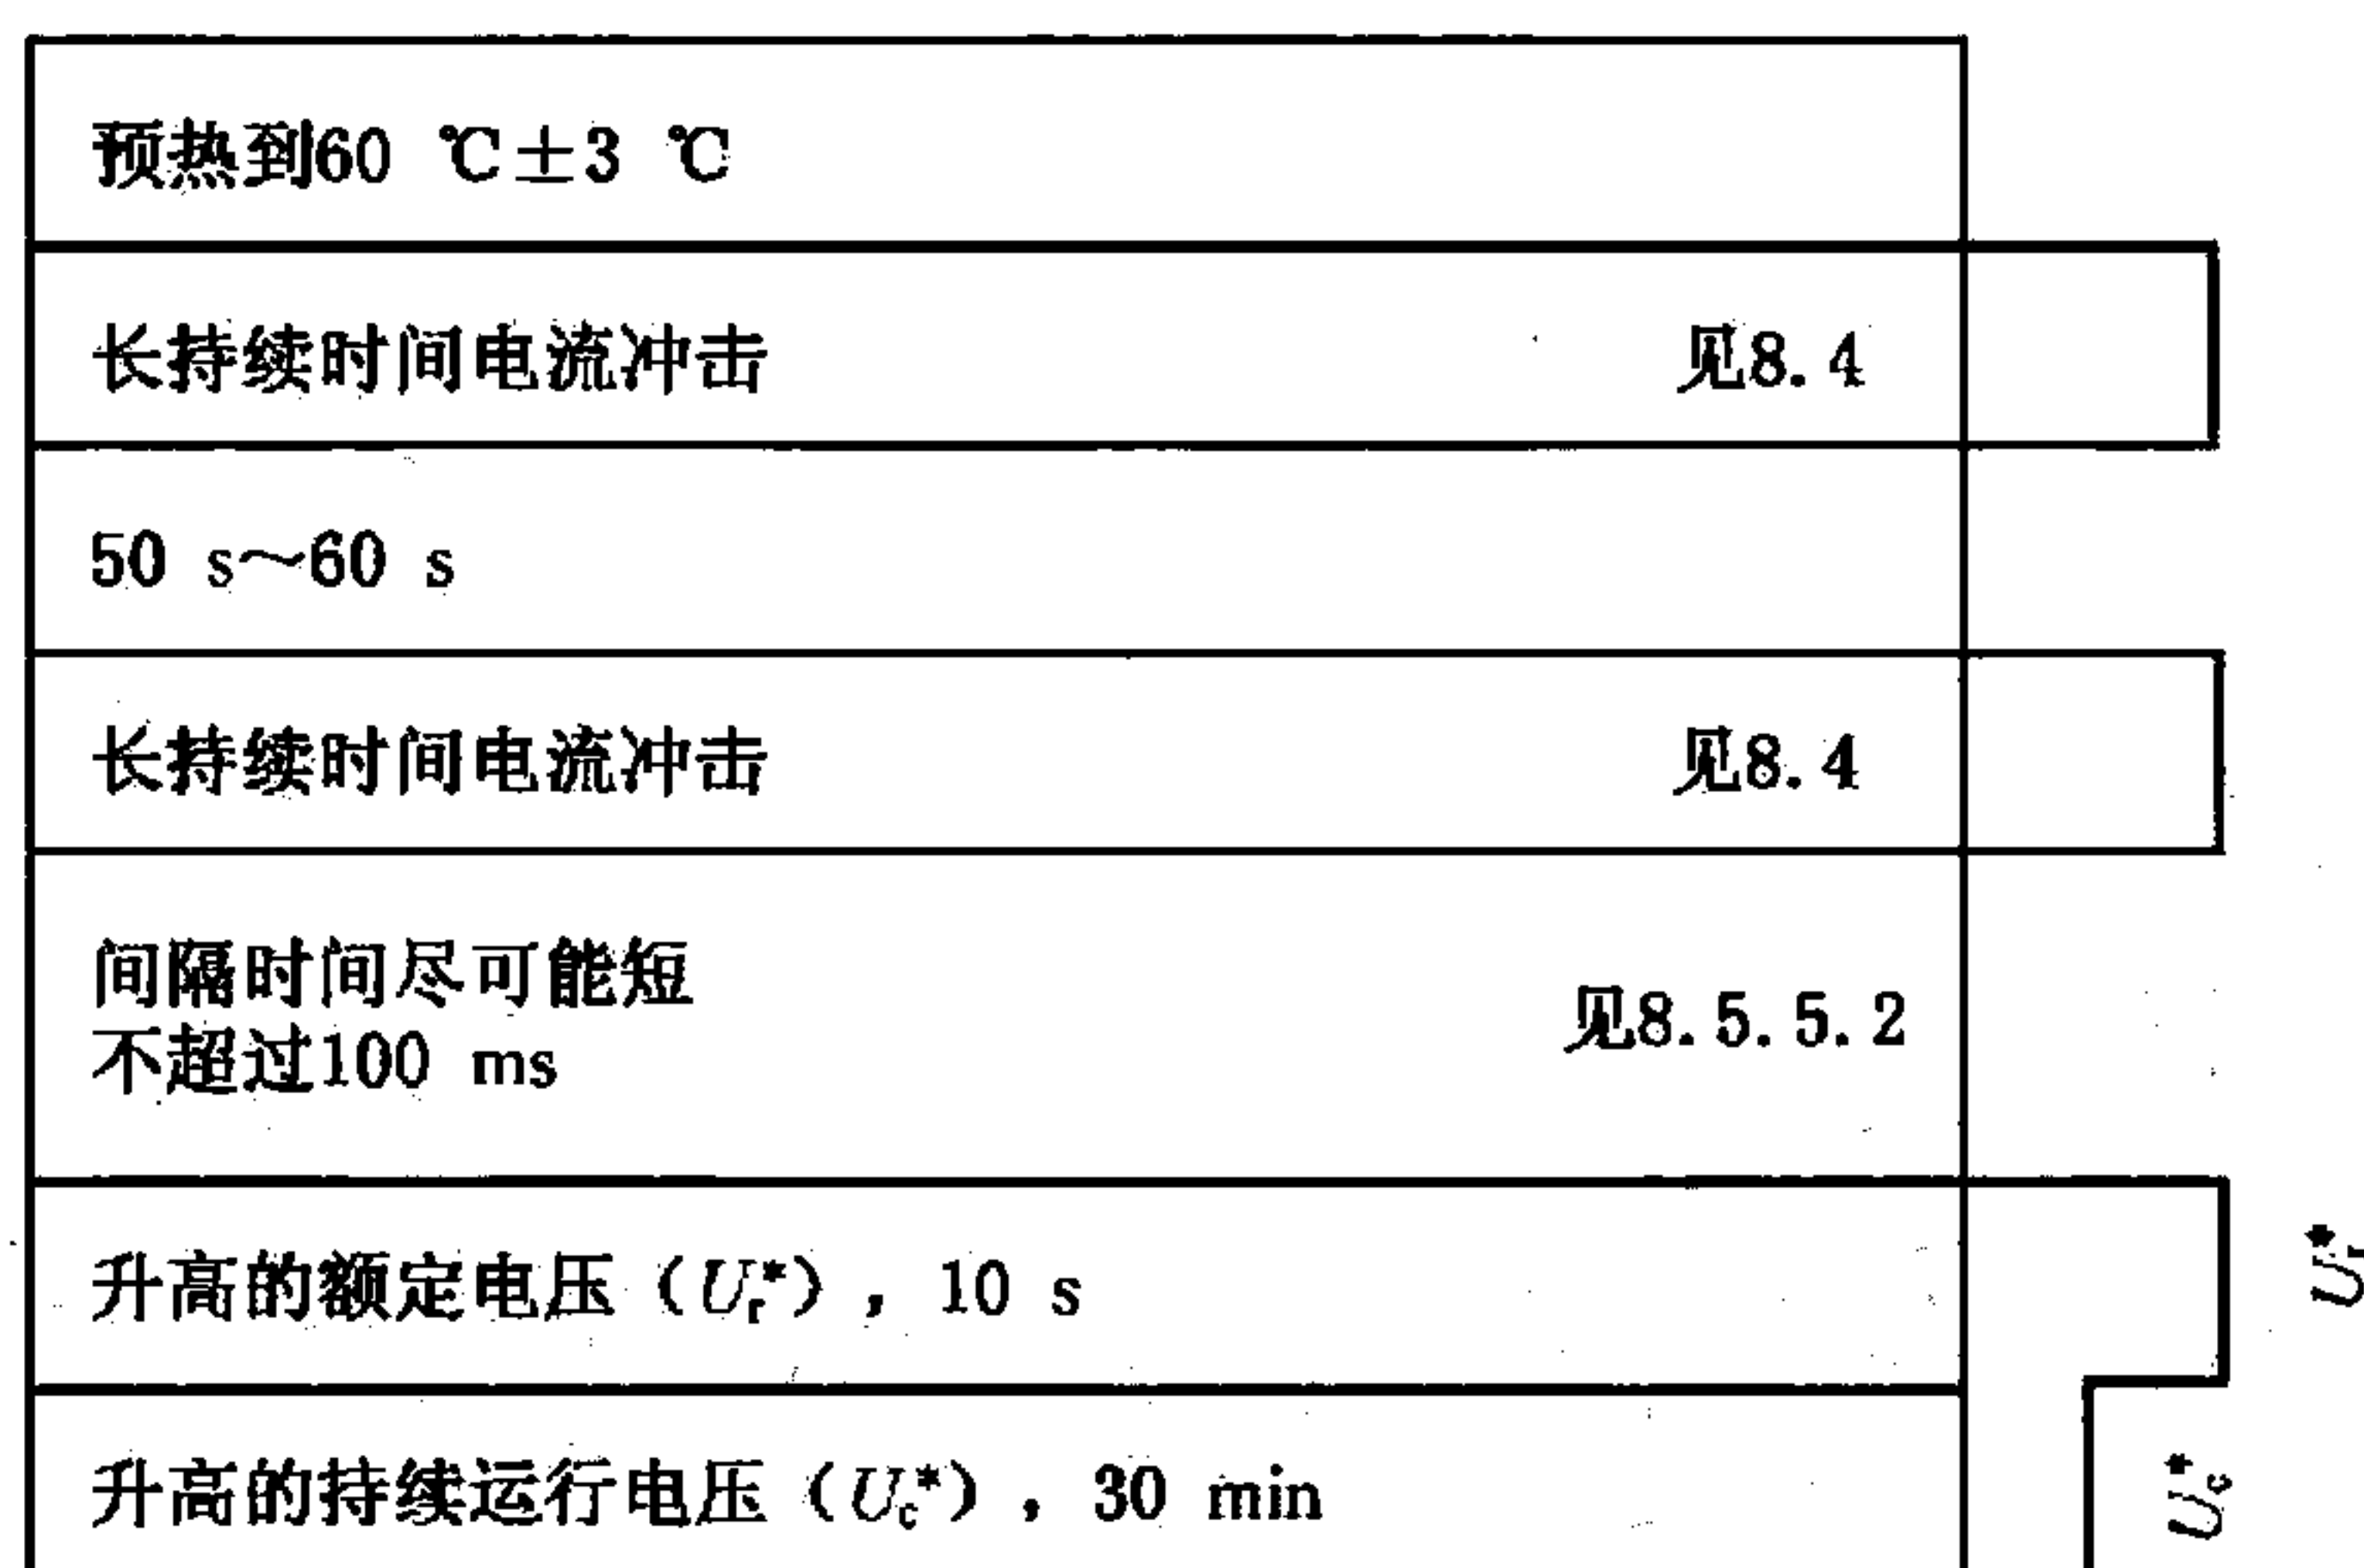 预热到60 ℃±3 ℃
长持续时间电流冲击 见8.4
50 s～60 s
长持续时间电流冲击 见8.4
间隔时间尽可能短
不超过100 ms
见8.5.5.2
升高的额定电压（Ur*），10 s
Ur*
升高的持续运行电压（Uc*），30 min
Uc*